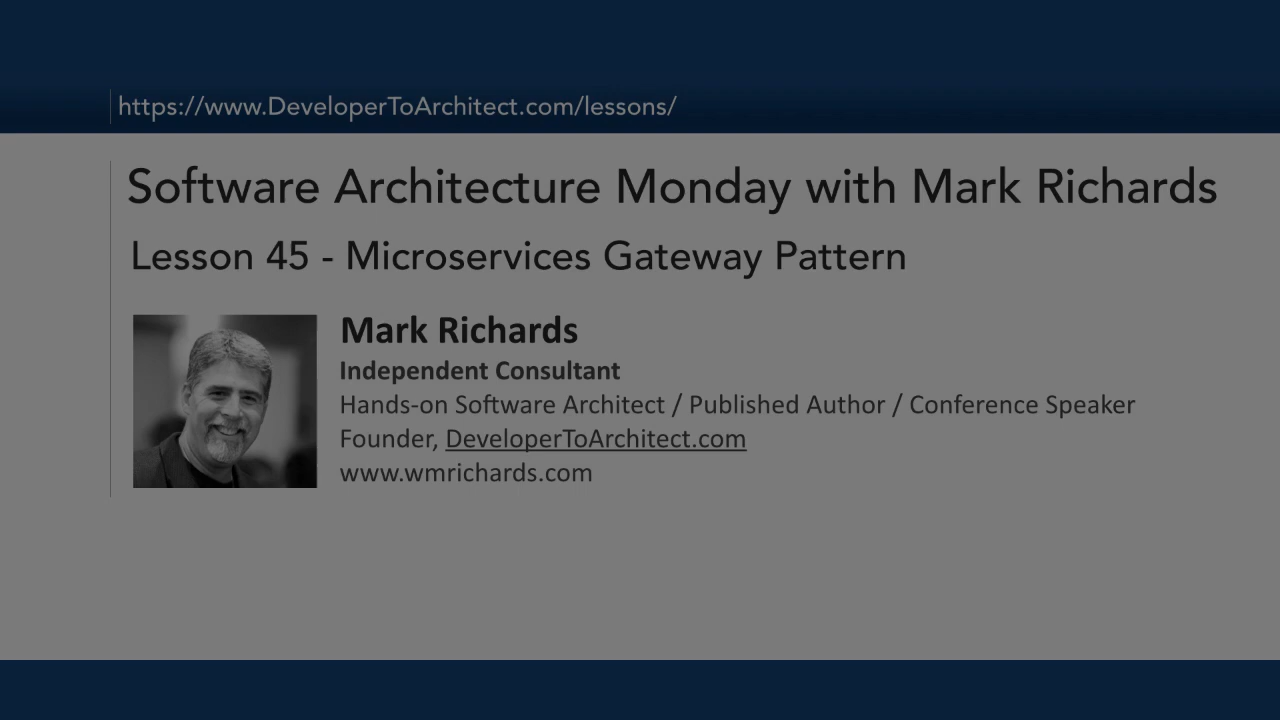 https://www.DeveloperToArchitect.com/lessons/
Software Architecture Monday with Mark Richards
Lesson 45 - Microservices Gateway Pattern
Mark Richards
Independent Consultant
Hands-on Software Architect / Published Author / Conference Speaker
Founder, DeveloperToArchitect.com
www.wmrichards.com